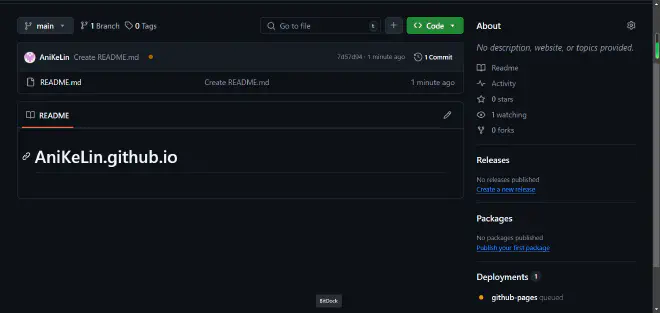 main
1 Branch
0 Tags
Go to file
t
Code
AniKeLin Create README.md
7d57d94 · 1 minute ago
1 Commit
README.md
Create README.md
1 minute ago
README
AniKeLin.github.io
About
No description, website, or topics provided.
Readme
Activity
0 stars
1 watching
0 forks
Releases
No releases published
Create a new release
Packages
No packages published
Publish your first package
Deployments 1
github-pages queued
BitDock